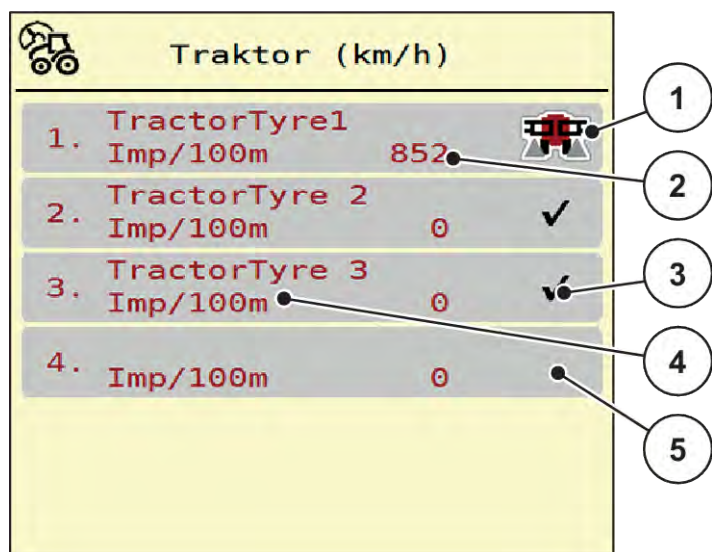 Traktor (km/h)
1. TractorTyre1
Imp/100m 852
2. TractorTyre 2
Imp/100m 0
3. TractorTyre 3
Imp/100m 0
4.
Imp/100m 0
1
2
3
4
5